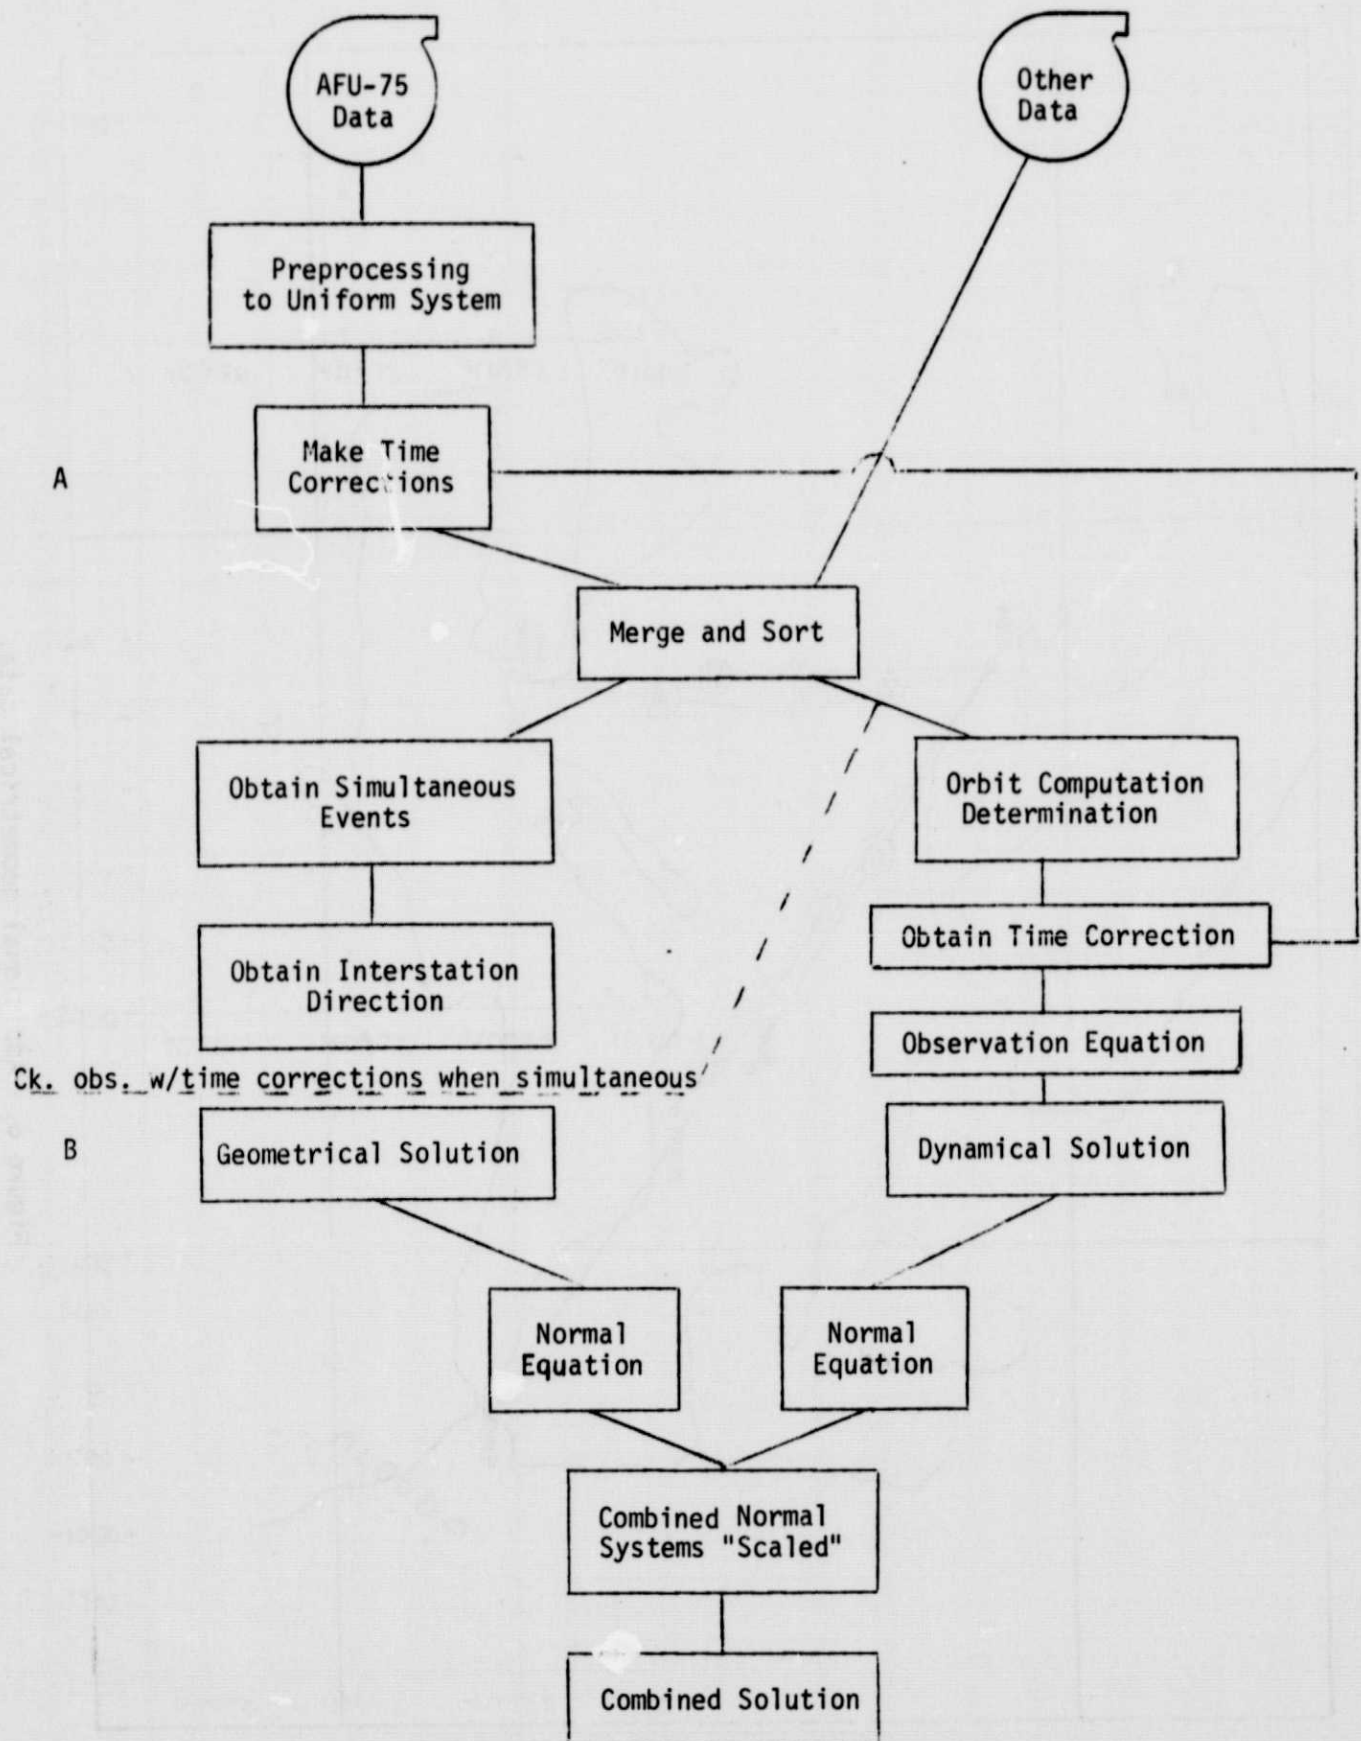 AFU-75
Data
Other
Data
Preprocessing
to Uniform System
A
Make Time
Corrections
Merge and Sort
Obtain Simultaneous
Events
Orbit Computation
Determination
Obtain Interstation
Direction
Obtain Time Correction
Observation Equation
Ck. obs. w/time corrections when simultaneous
B
Geometrical Solution
Dynamical Solution
Normal
Equation
Normal
Equation
Combined Normal
Systems "Scaled"
Combined Solution